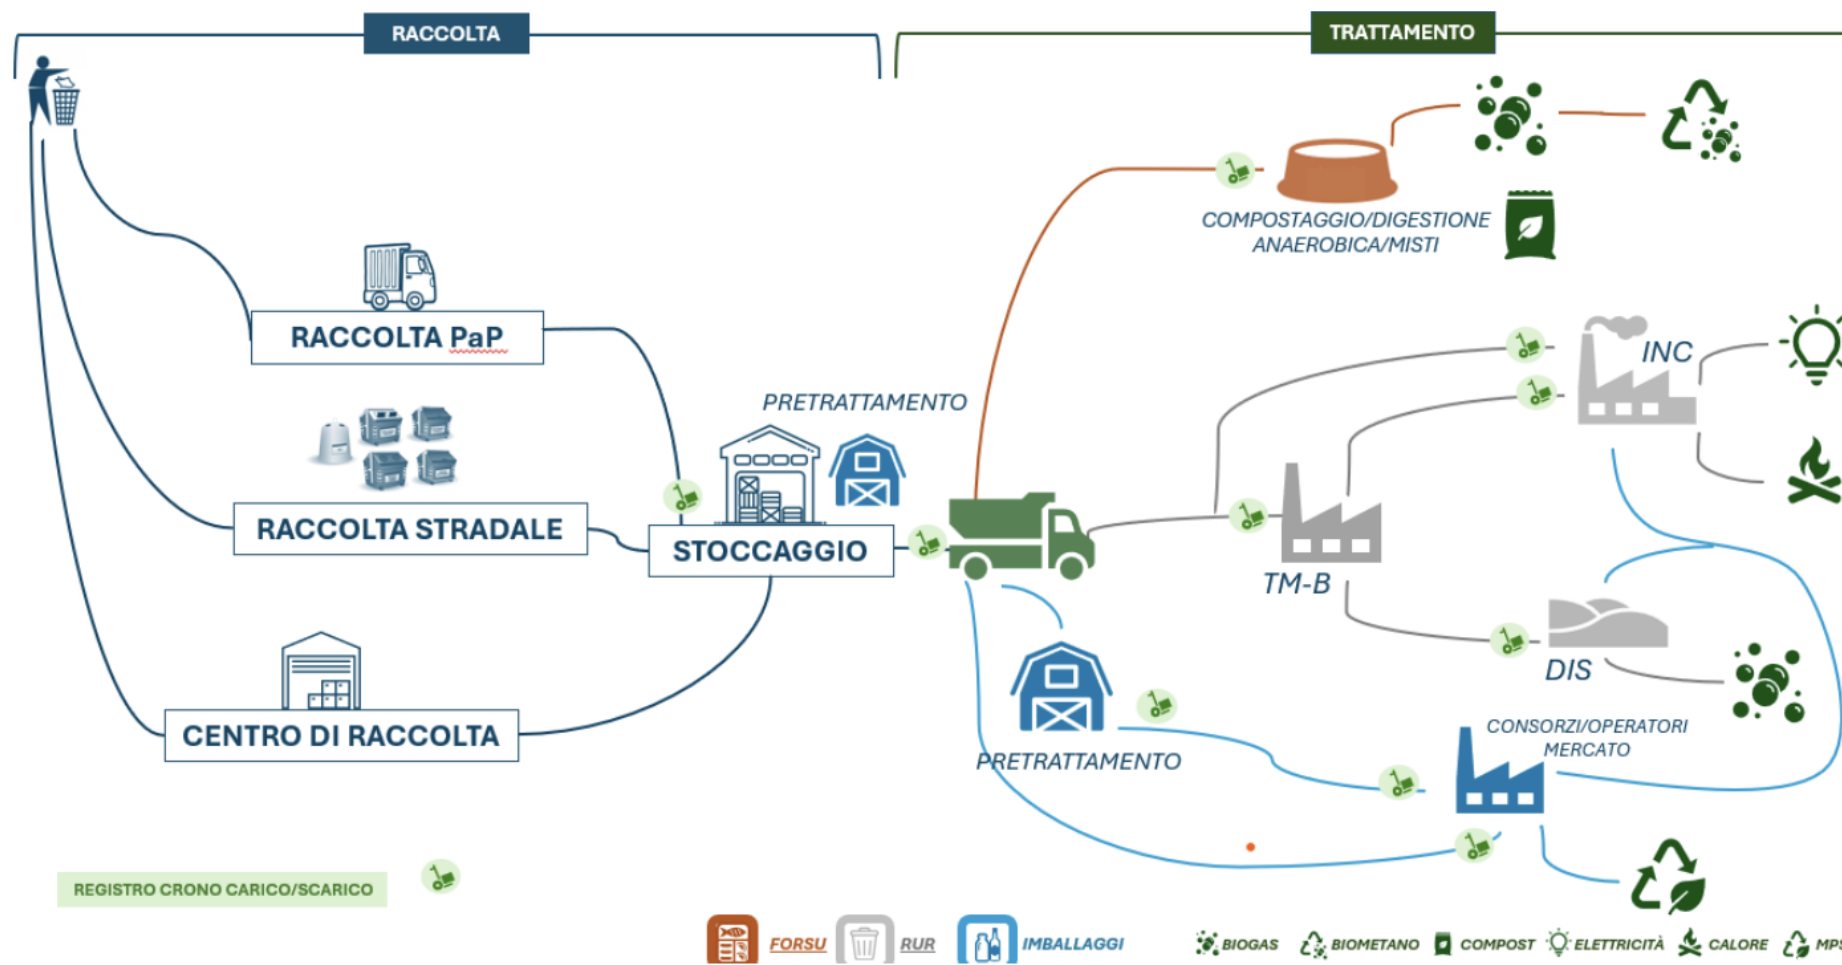 RACCOLTA
TRATTAMENTO
COMPOSTAGGIO/DIGESTIONE
ANAEROBICA/MISTI
RACCOLTA PaP
INC
PRETRATTAMENTO
RACCOLTA STRADALE
STOCCAGGIO
TM-B
DIS
CENTRO DI RACCOLTA
PRETRATTAMENTO
CONSORZI/OPERATORI
MERCATO
REGISTRO CRONO CARICO/SCARICO
FORSU
RUR
IMBALLAGGI
BIOGAS
BIOMETANO
COMPOST
ELETTRICITÀ
CALORE
MPS